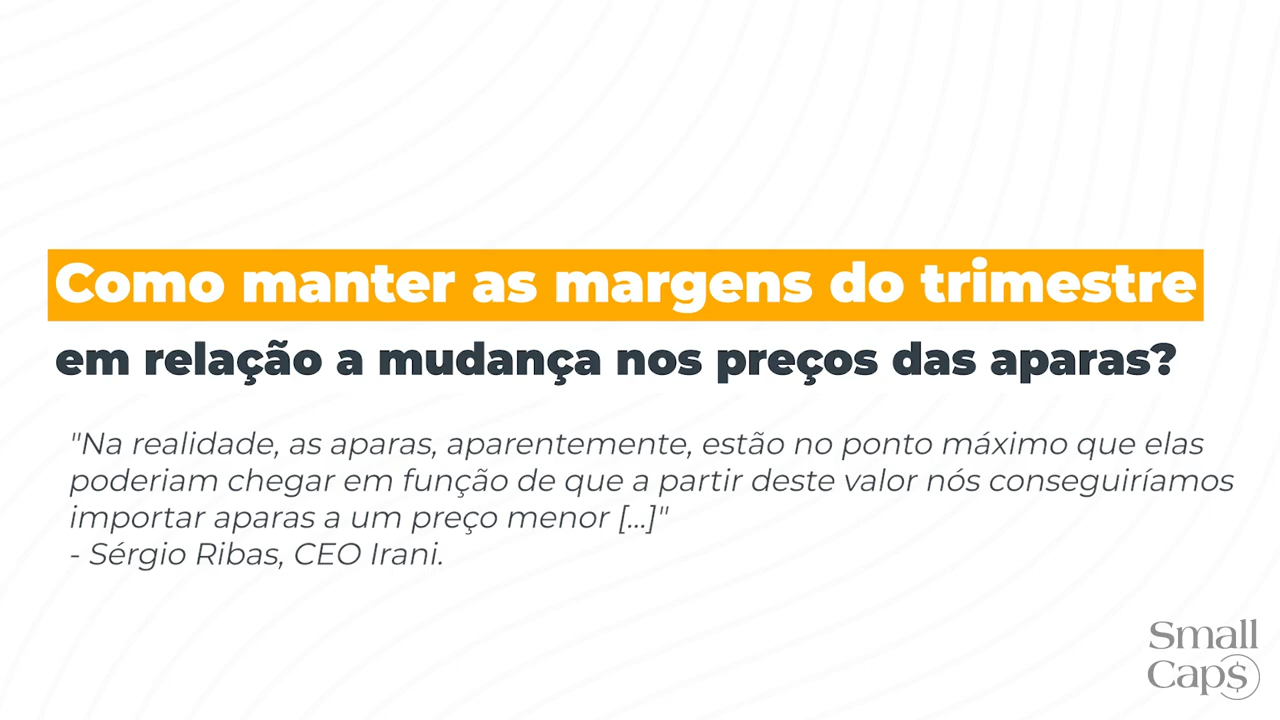 Como manter as margens do trimestre
em relação a mudança nos preços das aparas?
"Na realidade, as aparas, aparentemente, estão no ponto máximo que elas
poderiam chegar em função de que a partir deste valor nós conseguiríamos
importar aparas a um preço menor [...]"
- Sérgio Ribas, CEO Irani.
Small
Cap$